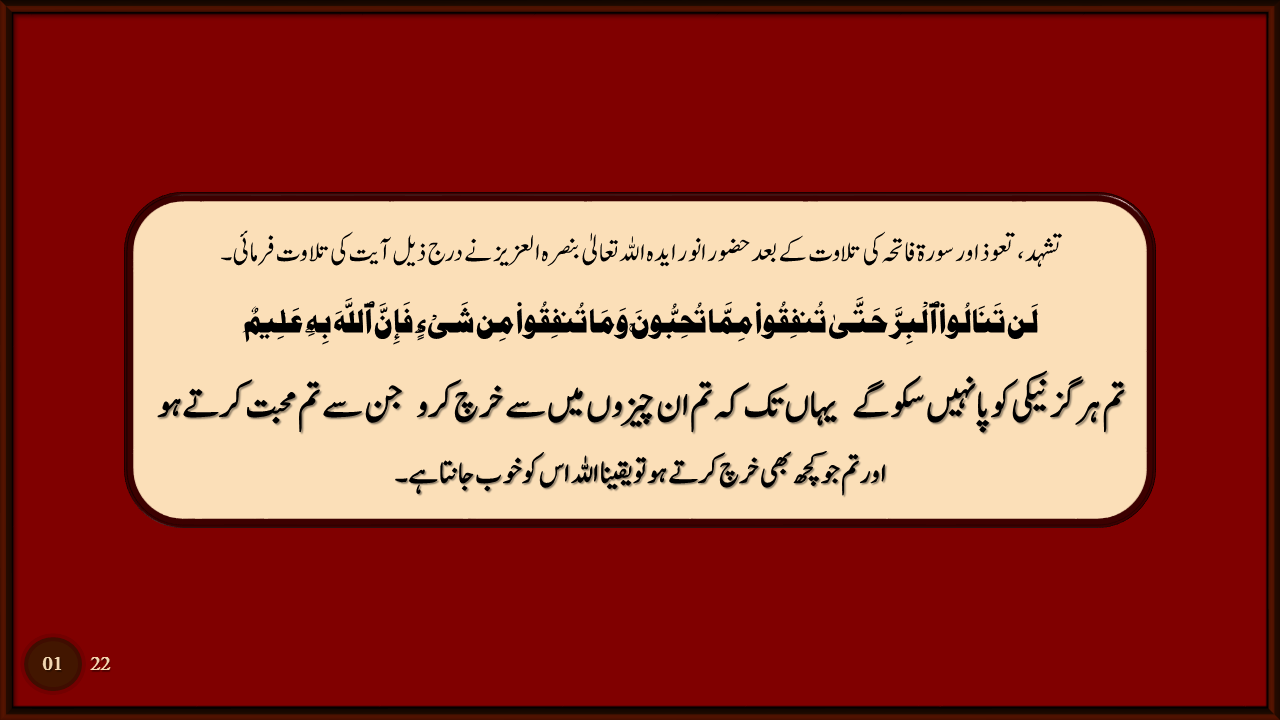 تشہد، تعوذ اور سورۃ فاتحہ کی تلاوت کے بعد حضور انور ایدہ اللہ تعالیٰ بنصرہ العزیز نے درج ذیل آیت کی تلاوت فرمائی۔
لَن تَنَالُوا۟ ٱلْبِرَّ حَتَّىٰ تُنفِقُوا۟ مِمَّا تُحِبُّونَ وَمَا تُنفِقُوا۟ مِن شَىْءٍ فَإِنَّ ٱللَّهَ بِهِۦ عَلِيمٌ
تم ہر گز نیکی کو پا نہیں سکو گے یہاں تک کہ تم ان چیزوں میں سے خرچ کرو جن سے تم محبت کرتے ہو
اور تم جو کچھ بھی خرچ کرتے ہو تو یقینا اللہ اس کو خوب جانتا ہے۔
01 22